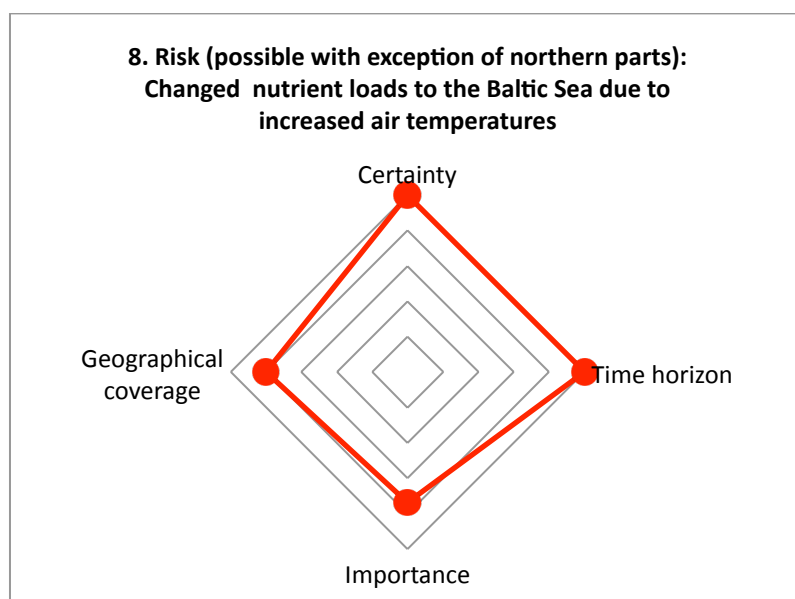 8. Risk (possible with exception of northern parts):
Changed  nutrient loads to the Baltic Sea due to
increased air temperatures
Certainty
Geographical
coverage
Time horizon
Importance